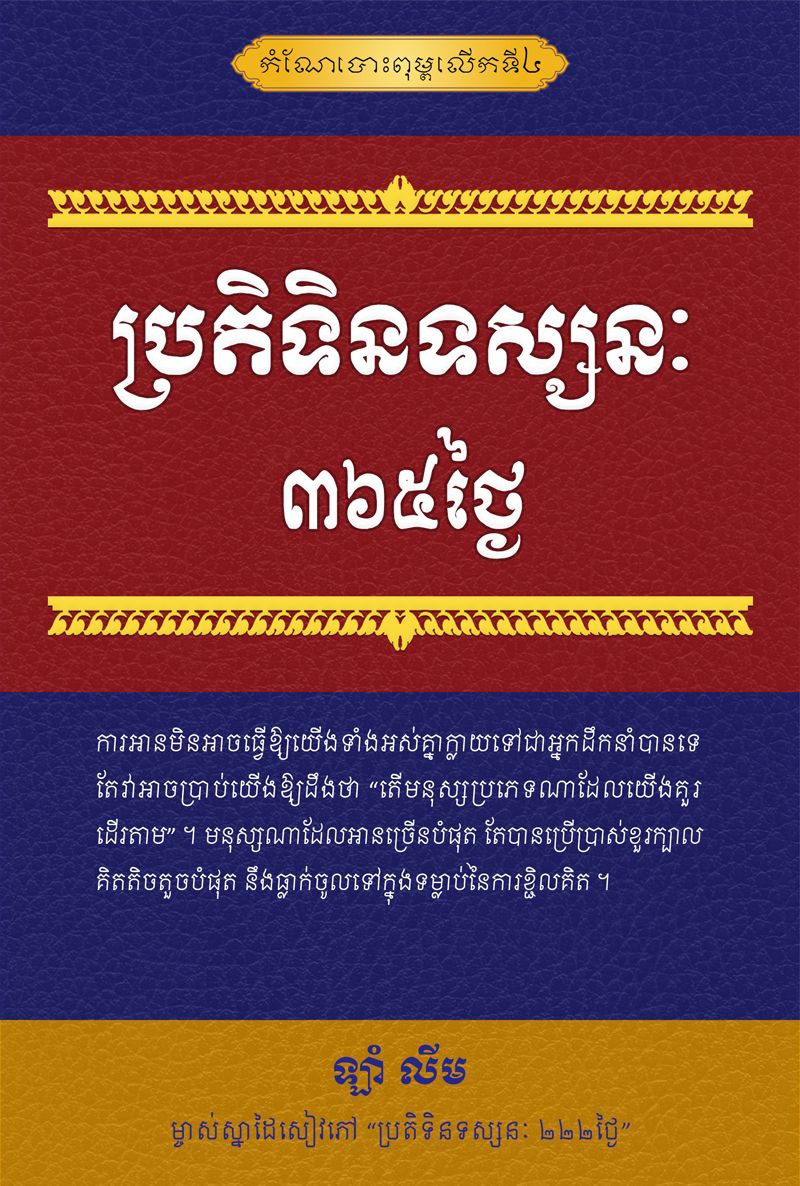 កំណែបោះពុម្ពលើកទី៤
ប្រតិទិនទស្សនៈ
៣៦៥ថ្ងៃ
ការអានមិនអាចធ្វើឱ្យយើងទាំងអស់គ្នាក្លាយទៅជាអ្នកដឹកនាំបានទេ
តែវាអាចប្រាប់យើងឱ្យដឹងថា “តើមនុស្សប្រភេទណាដែលយើងគួរ
ដើរតាម” ។ មនុស្សណាដែលអានច្រើនបំផុត តែបានប្រើប្រាស់ខួរក្បាល
គិតតិចតួចបំផុត នឹងធ្លាក់ចូលទៅក្នុងទម្លាប់នៃការខ្ជិលគិត ។
ឡាំ លីម
ម្ចាស់ស្នាដៃសៀវភៅ “ប្រតិទិនទស្សនៈ ២២២ថ្ងៃ”